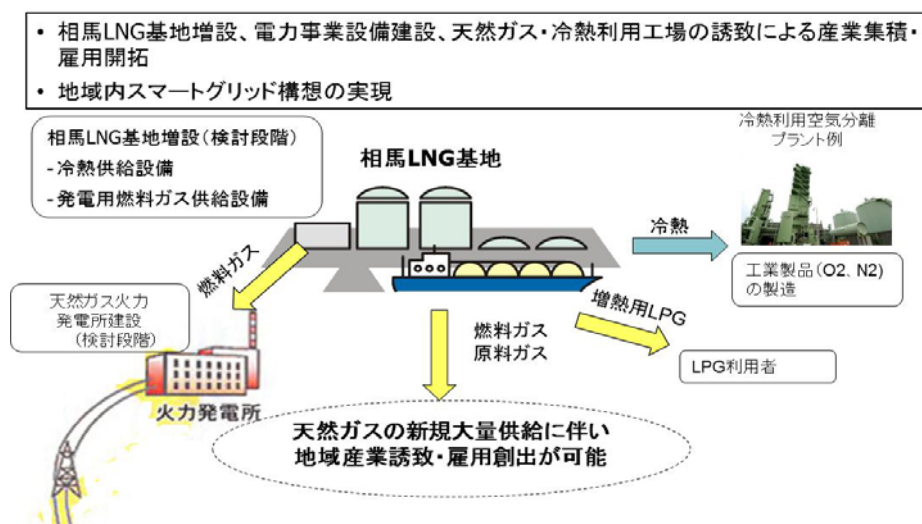 ・ 相馬LNG基地増設、電力事業設備建設、天然ガス・冷熱利用工場の誘致による産業集積・
雇用開拓
・ 地域内スマートグリッド構想の実現
相馬LNG基地増設(検討段階)
-冷熱供給設備
-発電用燃料ガス供給設備
相馬LNG基地
冷熱利用空気分離
プラント例
冷熱
工業製品(O2、N2)
の製造
燃料ガス
天然ガス火力
発電所建設
(検討段階)
増熱用LPG
燃料ガス
原料ガス
LPG利用者
火力発電所
天然ガスの新規大量供給に伴い
地域産業誘致・雇用創出が可能